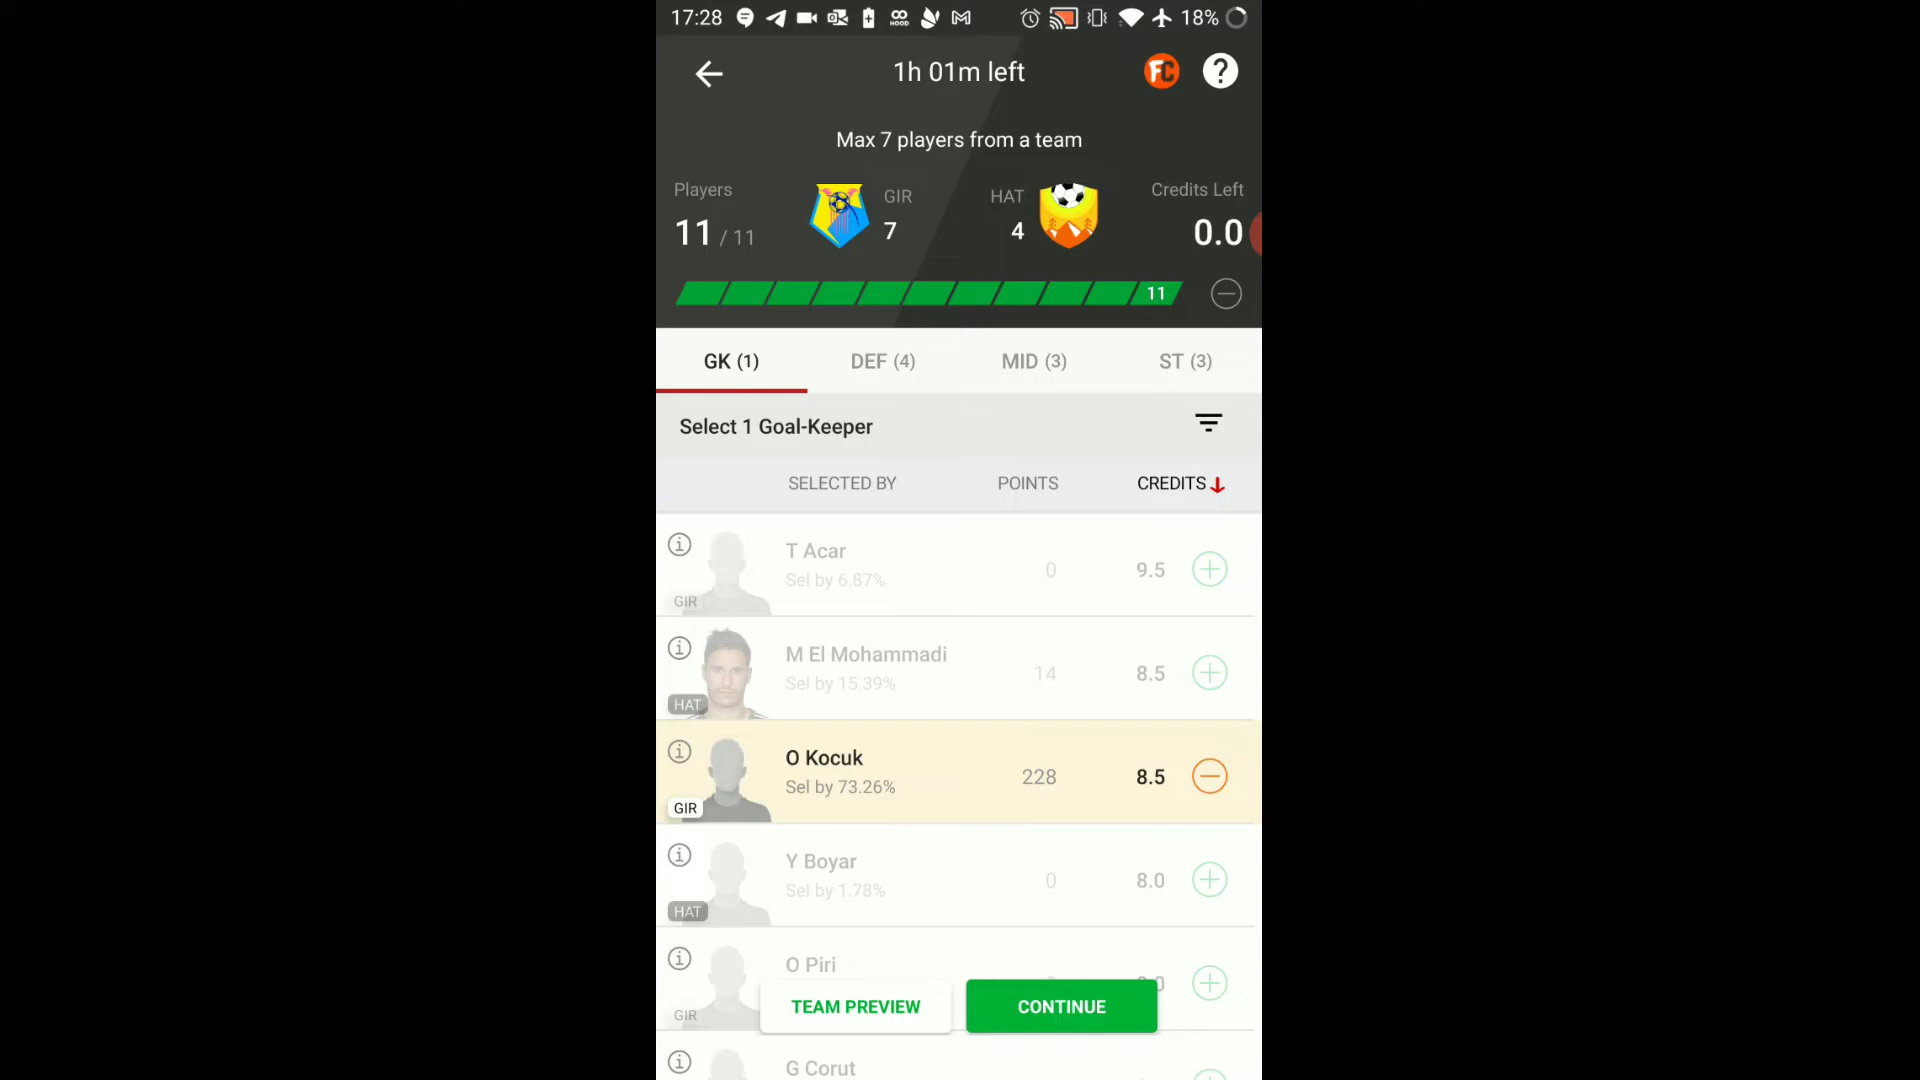 17:28 18%
1h 01m left FC ?
Max 7 players from a team
Players GIR HAT Credits Left
11 / 11 7 4 0.0
11
GK (1) DEF (4) MID (3) ST (3)
Select 1 Goal-Keeper
SELECTED BY POINTS CREDITS
T Acar
Sel by 6.87% 0 9.5
GIR
M El Mohammadi
Sel by 15.39% 14 8.5
HAT
O Kocuk
Sel by 73.26% 228 8.5
GIR
Y Boyar
Sel by 1.78% 0 8.0
HAT
O Piri
GIR
TEAM PREVIEW CONTINUE
G Corut